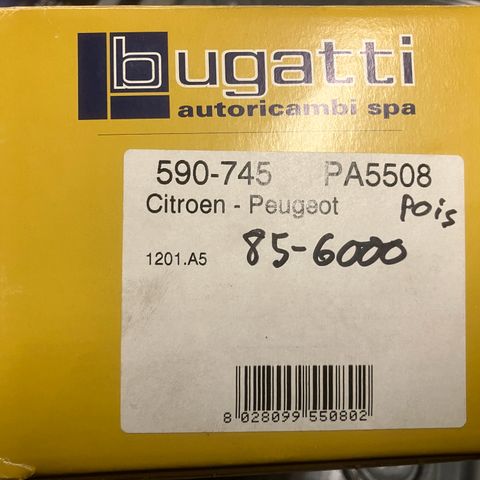 bugatti
autoricambi spa
590-745 PA5508
Citroen - Peugeot pois
1201.A5 85-6000
8 028099 550802